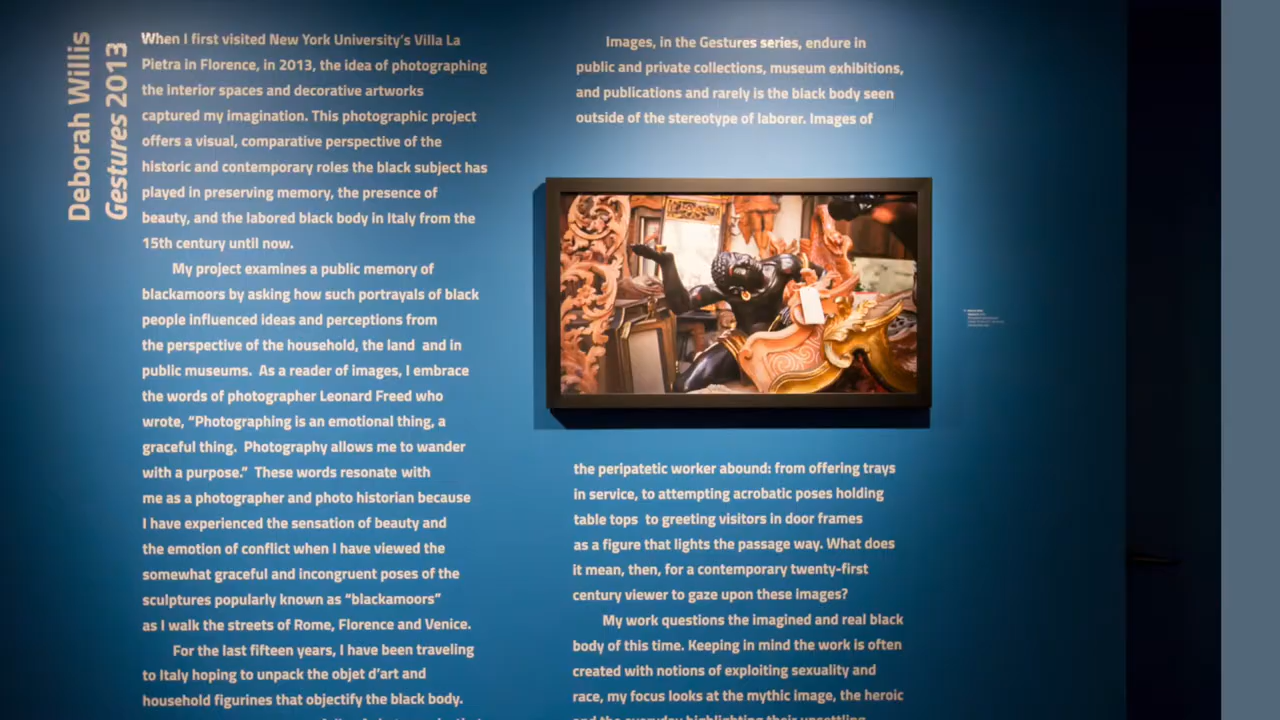 Deborah Willis
Gestures 2013
When I first visited New York University's Villa La
Pietra in Florence, in 2013, the idea of photographing
the interior spaces and decorative artworks
captured my imagination. This photographic project
offers a visual, comparative perspective of the
historic and contemporary roles the black subject has
played in preserving memory, the presence of
beauty, and the labored black body in Italy from the
15th century until now.
My project examines a public memory of
blackamoors by asking how such portrayals of black
people influenced ideas and perceptions from
the perspective of the household, the land and in
public museums. As a reader of images, I embrace
the words of photographer Leonard Freed who
wrote, “Photographing is an emotional thing, a
graceful thing. Photography allows me to wander
with a purpose.” These words resonate with
me as a photographer and photo historian because
I have experienced the sensation of beauty and
the emotion of conflict when I have viewed the
somewhat graceful and incongruent poses of the
sculptures popularly known as “blackamoors”
as I walk the streets of Rome, Florence and Venice.
For the last fifteen years, I have been traveling
to Italy hoping to unpack the objet d’art and
household figurines that objectify the black body.
Images, in the Gestures series, endure in
public and private collections, museum exhibitions,
and publications and rarely is the black body seen
outside of the stereotype of laborer. Images of
the peripatetic worker abound: from offering trays
in service, to attempting acrobatic poses holding
table tops to greeting visitors in door frames
as a figure that lights the passage way. What does
it mean, then, for a contemporary twenty-first
century viewer to gaze upon these images?
My work questions the imagined and real black
body of this time. Keeping in mind the work is often
created with notions of exploiting sexuality and
race, my focus looks at the mythic image, the heroic
and the everyday highlighting their unsettling